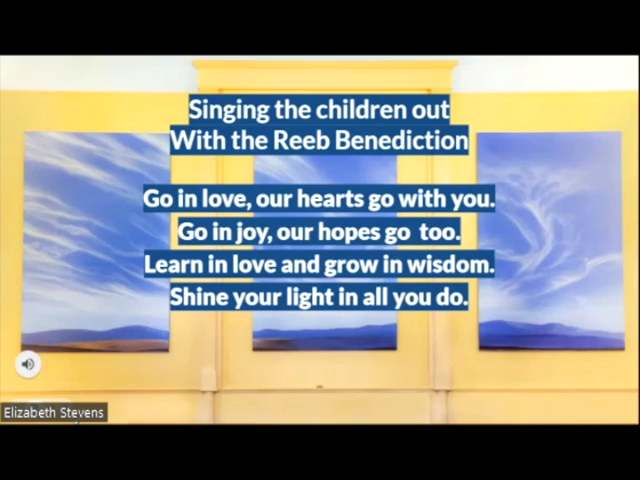 Singing the children out
With the Reeb Benediction
Go in love, our hearts go with you.
Go in joy, our hopes go  too.
Learn in love and grow in wisdom.
Shine your light in all you do.
Elizabeth Stevens